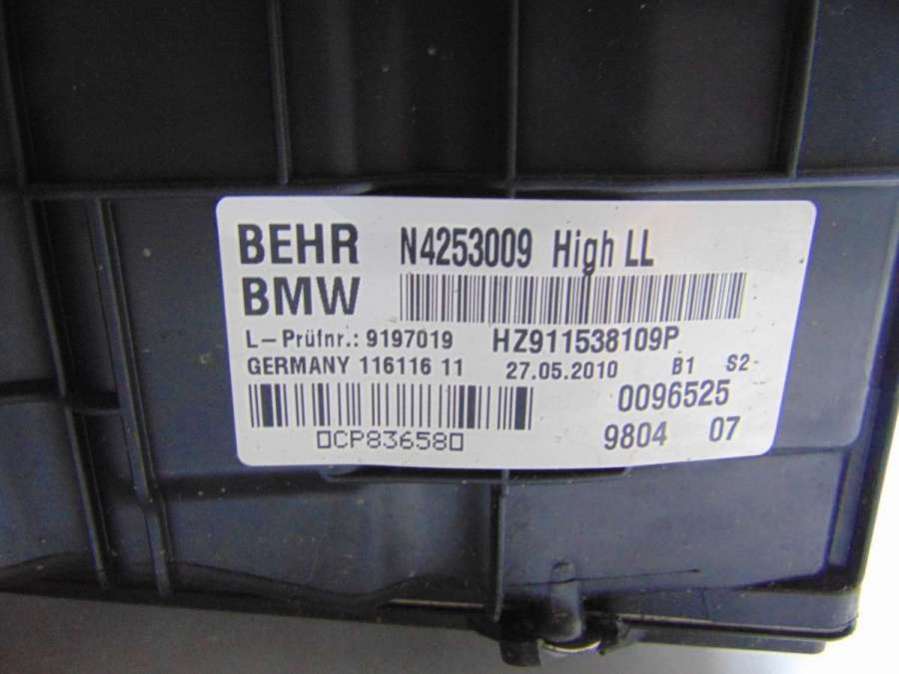 BEHR N4253009 High LL
BMW
L-Prüfnr.: 9197019 HZ911538109P
GERMANY 116116 11 27.05.2010 B1 S2-
0096525
0CP836580
9804 07